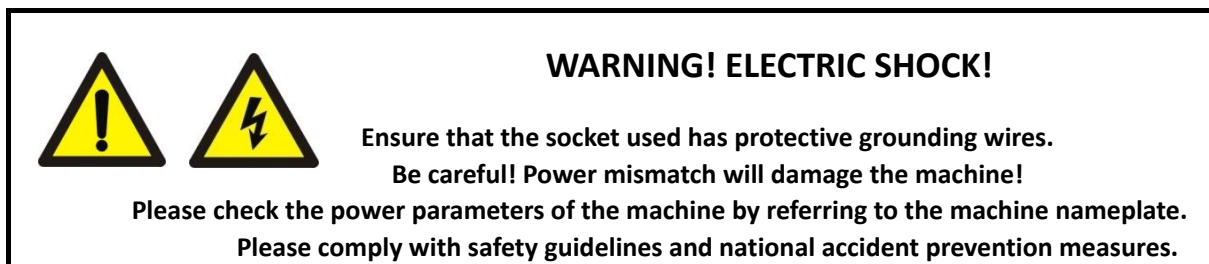 WARNING! ELECTRIC SHOCK!
Ensure that the socket used has protective grounding wires.
Be careful! Power mismatch will damage the machine!
Please check the power parameters of the machine by referring to the machine nameplate.
Please comply with safety guidelines and national accident prevention measures.